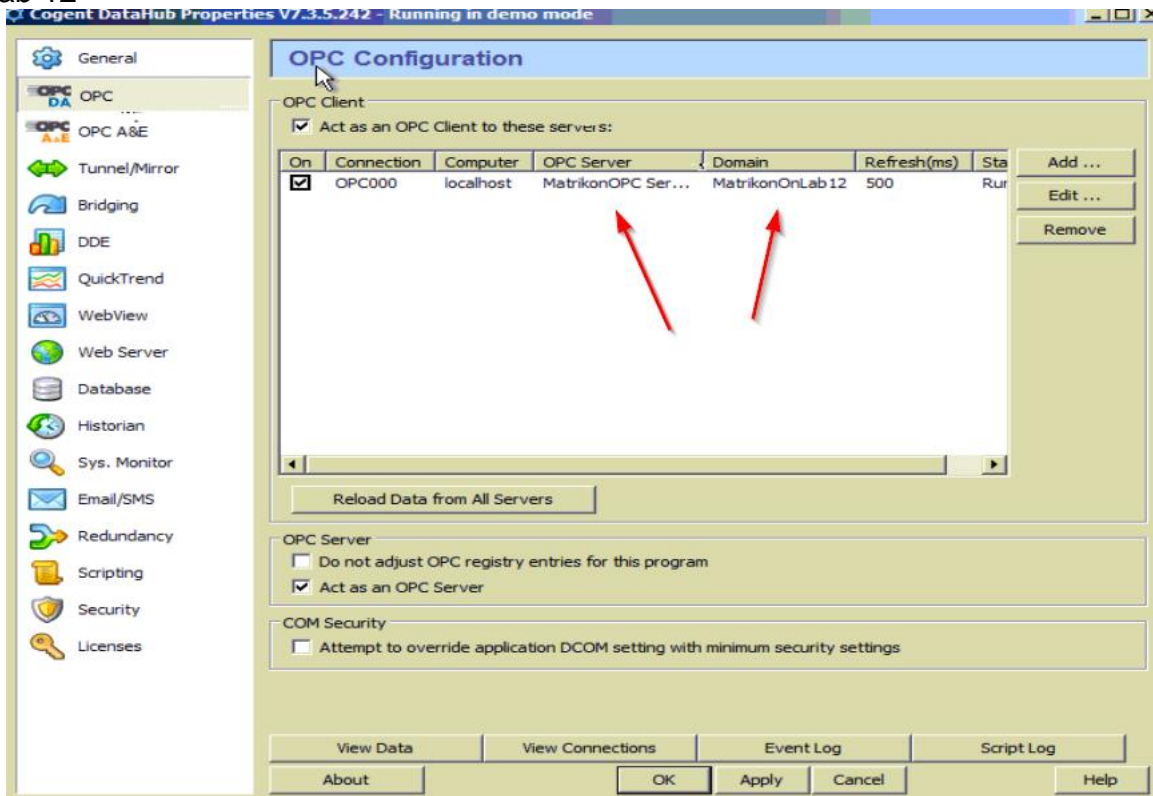 Cogent DataHub Properties V7.3.5.242 - Running in demo mode
General
OPC DA OPC
OPC A&E OPC A&E
Tunnel/Mirror
Bridging
DDE
QuickTrend
WebView
Web Server
Database
Historian
Sys. Monitor
Email/SMS
Redundancy
Scripting
Security
Licenses
OPC Configuration
OPC Client
Act as an OPC Client to these servers:
On Connection Computer OPC Server Domain Refresh(ms) Sta
OPC000 localhost MatrikonOPC Ser... MatrikonOnLab12 500 Rur
Add ...
Edit ...
Remove
Reload Data from All Servers
OPC Server
Do not adjust OPC registry entries for this program
Act as an OPC Server
COM Security
Attempt to override application DCOM setting with minimum security settings
View Data View Connections Event Log Script Log
About OK Apply Cancel Help